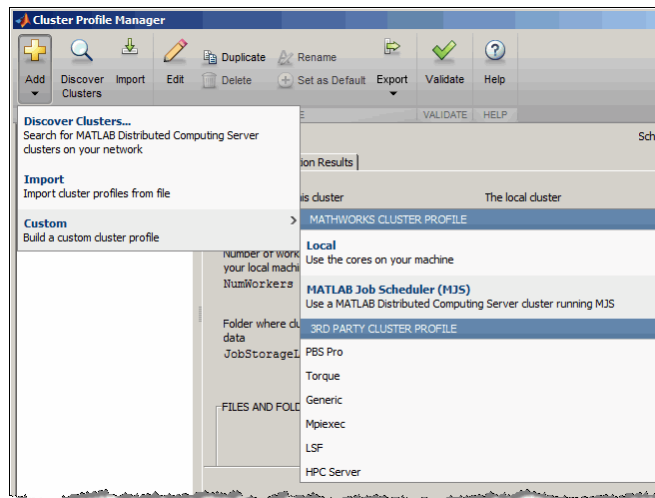 Cluster Profile Manager
Add
Discover Clusters
Import
Edit
Duplicate
Delete
Rename
Set as Default
Export
Validate
Help
VALIDATE
HELP
Discover Clusters...
Search for MATLAB Distributed Computing Server
clusters on your network
Import
Import cluster profiles from file
Custom
Build a custom cluster profile
Sch
ion Results
is cluster
The local cluster
MATHWORKS CLUSTER PROFILE
Local
Use the cores on your machine
MATLAB Job Scheduler (MJS)
Use a MATLAB Distributed Computing Server cluster running MJS
3RD PARTY CLUSTER PROFILE
PBS Pro
Torque
Generic
Mpiexec
LSF
HPC Server
Number of work
your local machi
NumWorkers
Folder where clu
data
JobStorageL
FILES AND FOLD